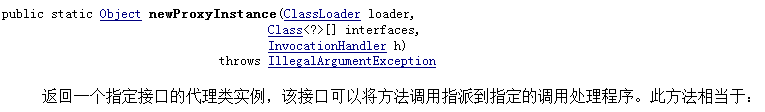 public static Object newProxyInstance(ClassLoader loader,
Class<?>[] interfaces,
InvocationHandler h)
throws IllegalArgumentException
返回一个指定接口的代理类实例，该接口可以将方法调用指派到指定的调用处理程序。此方法相当于：